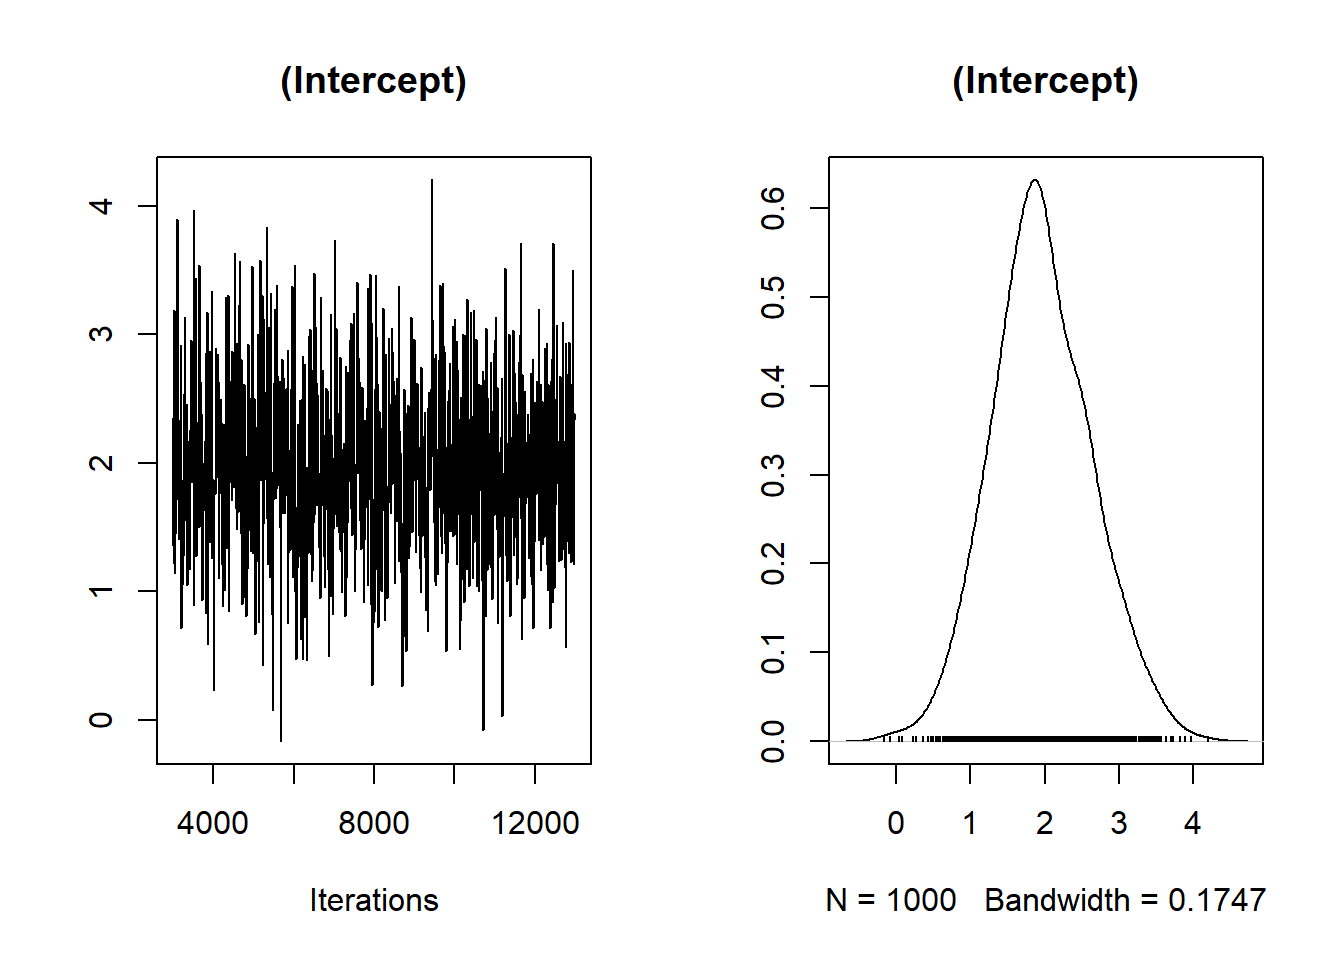 (Intercept)
4
3
2
1
0
4000 8000 12000
Iterations
(Intercept)
0.6
0.5
0.4
0.3
0.2
0.1
0.0
0 1 2 3 4
N = 1000 Bandwidth = 0.1747